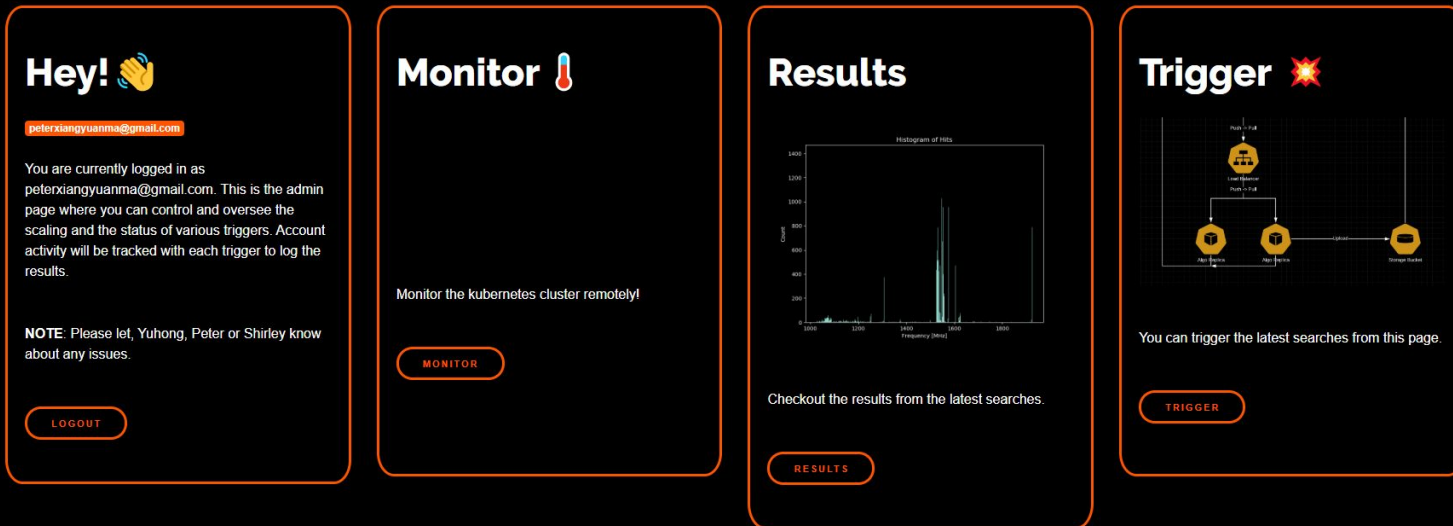 Hey! 👋
peterxiangyuanma@gmail.com
You are currently logged in as
peterxiangyuanma@gmail.com. This is the admin
page where you can control and oversee the
scaling and the status of various triggers. Account
activity will be tracked with each trigger to log the
results.
NOTE: Please let, Yuhong, Peter or Shirley know
about any issues.
LOGOUT
Monitor 🌡
Monitor the kubernetes cluster remotely!
MONITOR
Results
Histogram of Hits
1400
1200
1000
800
600
400
200
0
Count
1000 1200 1400 1600 1800
Frequency [MHz]
Checkout the results from the latest searches.
RESULTS
Trigger 💥
Push -> Pull
Load Balancer
Push -> Pull
Upload
Algo Replica
Algo Replica
Storage Bucket
You can trigger the latest searches from this page.
TRIGGER